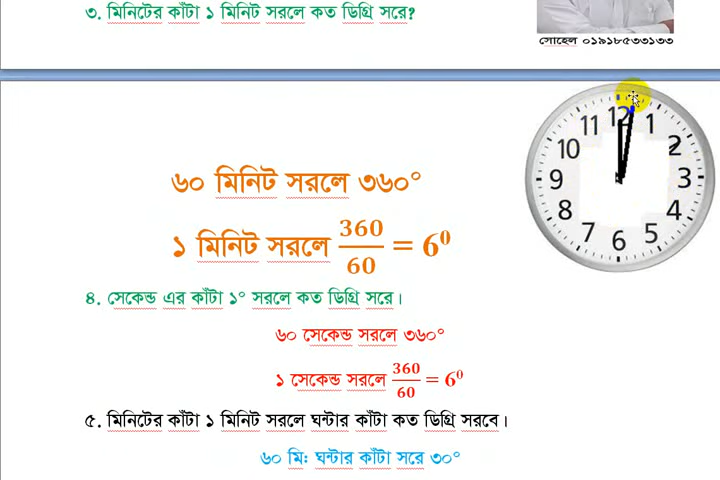 ৩. মিনিটের কাঁটা ১ মিনিট সরলে কত ডিগ্রি সরে?
সোহেল ০১৯১৮৫৩৩১৩৩
৬০ মিনিট সরলে ৩৬০°
১ মিনিট সরলে 360/60 = 6⁰
৪. সেকেন্ড এর কাঁটা ১° সরলে কত ডিগ্রি সরে।
৬০ সেকেন্ড সরলে ৩৬০°
১ সেকেন্ড সরলে 360/60 = 6⁰
৫. মিনিটের কাঁটা ১ মিনিট সরলে ঘন্টার কাঁটা কত ডিগ্রি সরবে।
৬০ মি: ঘন্টার কাঁটা সরে ৩০°
12
1
2
3
4
5
6
7
8
9
10
11